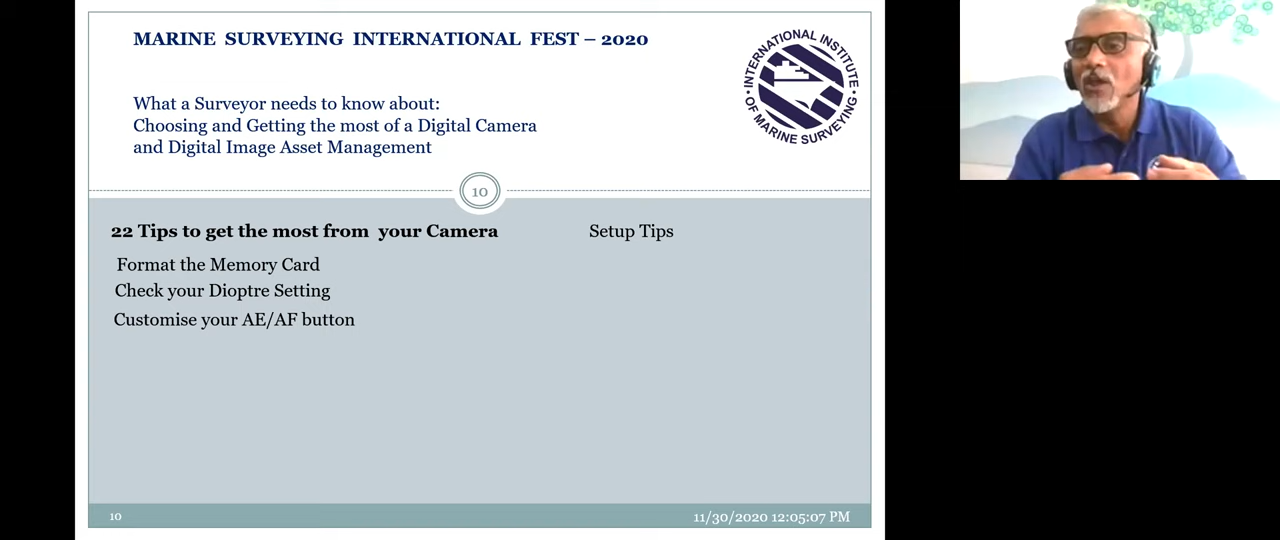 MARINE SURVEYING INTERNATIONAL FEST – 2020
INTERNATIONAL INSTITUTE
• OF MARINE SURVEYING •
What a Surveyor needs to know about:
Choosing and Getting the most of a Digital Camera
and Digital Image Asset Management
10
22 Tips to get the most from your Camera
Setup Tips
Format the Memory Card
Check your Dioptre Setting
Customise your AE/AF button
10
11/30/2020 12:05:07 PM